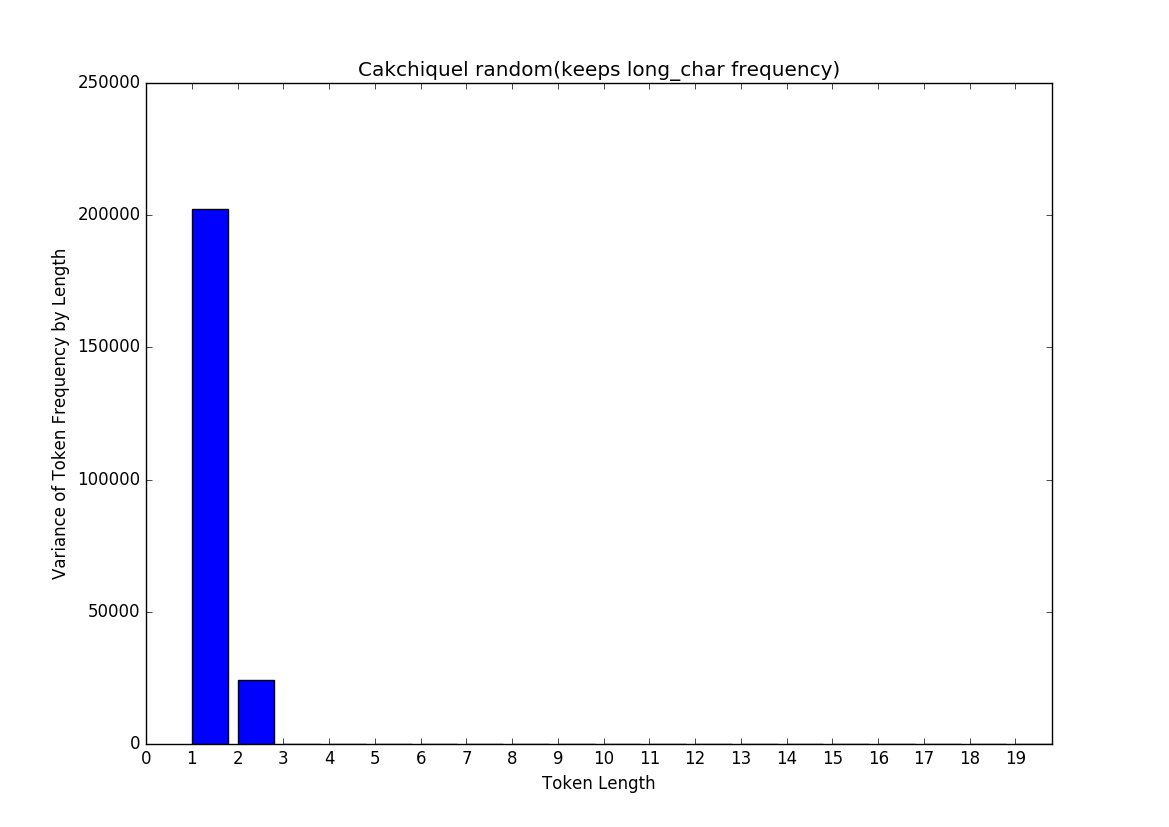 Cakchiquel random(keeps long_char frequency)
250000
200000
150000
100000
50000
0
Variance of Token Frequency by Length
0 1 2 3 4 5 6 7 8 9 10 11 12 13 14 15 16 17 18 19
Token Length